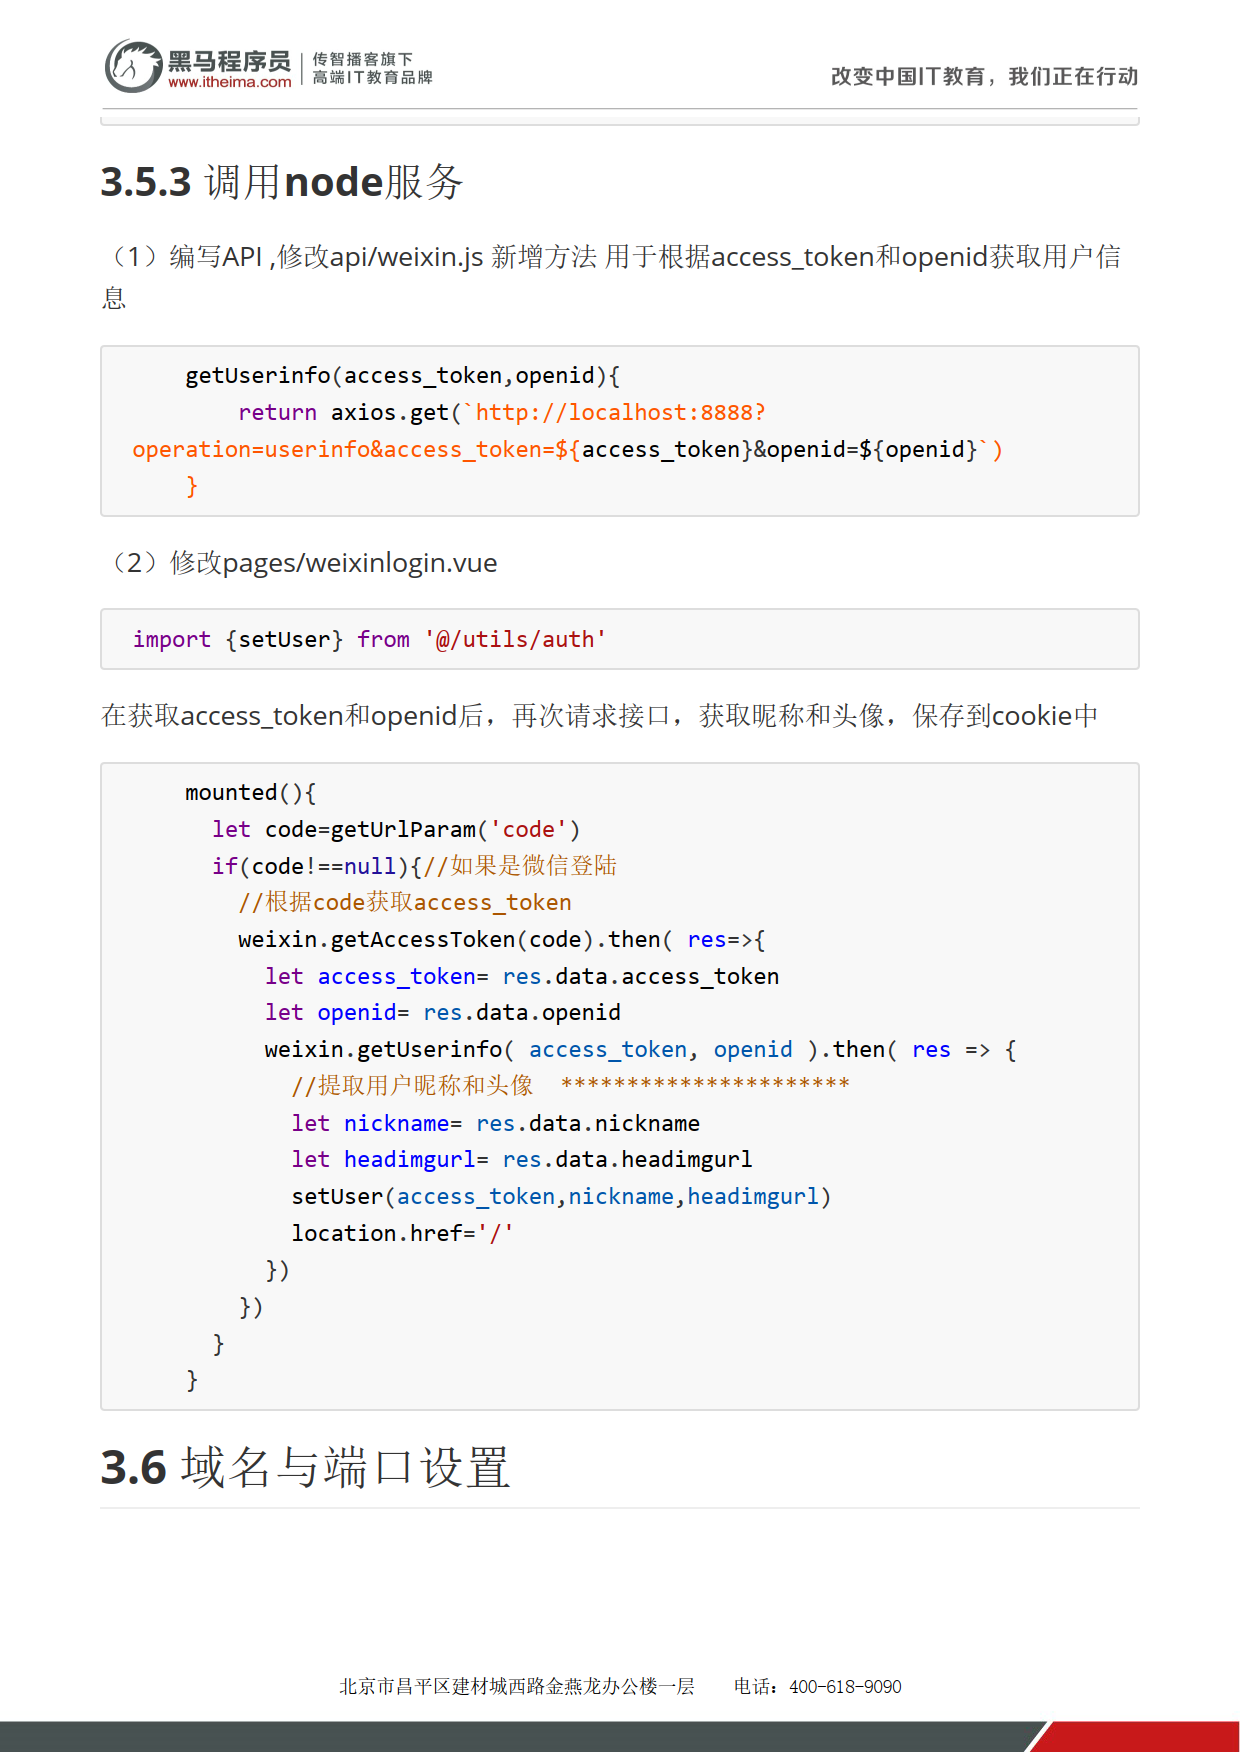 黑马程序员
www.itheima.com
传智播客旗下
高端IT教育品牌
改变中国IT教育，我们正在行动
3.5.3 调用node服务
（1）编写API ,修改api/weixin.js 新增方法 用于根据access_token和openid获取用户信
息
getUserinfo(access_token,openid){
return axios.get(`http://localhost:8888?
operation=userinfo&access_token=${access_token}&openid=${openid}`)
}
（2）修改pages/weixinlogin.vue
import {setUser} from '@/utils/auth'
在获取access_token和openid后，再次请求接口，获取昵称和头像，保存到cookie中
mounted(){
let code=getUrlParam('code')
if(code!==null){//如果是微信登陆
//根据code获取access_token
weixin.getAccessToken(code).then( res=>{
let access_token= res.data.access_token
let openid= res.data.openid
weixin.getUserinfo( access_token, openid ).then( res => {
//提取用户昵称和头像  **********************
let nickname= res.data.nickname
let headimgurl= res.data.headimgurl
setUser(access_token,nickname,headimgurl)
location.href='/'
})
})
}
}
3.6 域名与端口设置
北京市昌平区建材城西路金燕龙办公楼一层 电话：400-618-9090